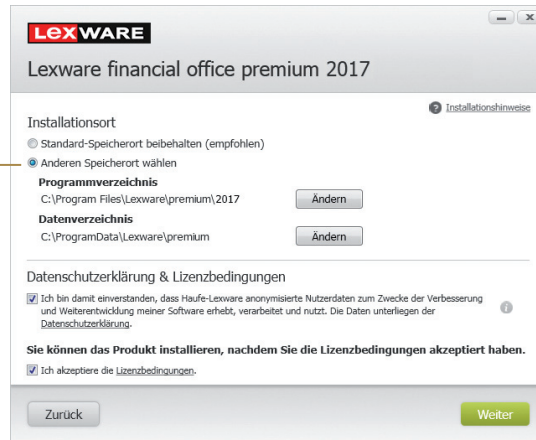 LEXWARE
Lexware financial office premium 2017
Installationshinweise
Installationsort
Standard-Speicherort beibehalten (empfohlen)
Anderen Speicherort wählen
Programmverzeichnis
C:\Program Files\Lexware\premium\2017
Ändern
Datenverzeichnis
C:\ProgramData\Lexware\premium
Ändern
Datenschutzerklärung & Lizenzbedingungen
Ich bin damit einverstanden, dass Haufe-Lexware anonymisierte Nutzerdaten zum Zwecke der Verbesserung
und Weiterentwicklung meiner Software erhebt, verarbeitet und nutzt. Die Daten unterliegen der
Datenschutzerklärung.
Sie können das Produkt installieren, nachdem Sie die Lizenzbedingungen akzeptiert haben.
Ich akzeptiere die Lizenzbedingungen.
Zurück
Weiter